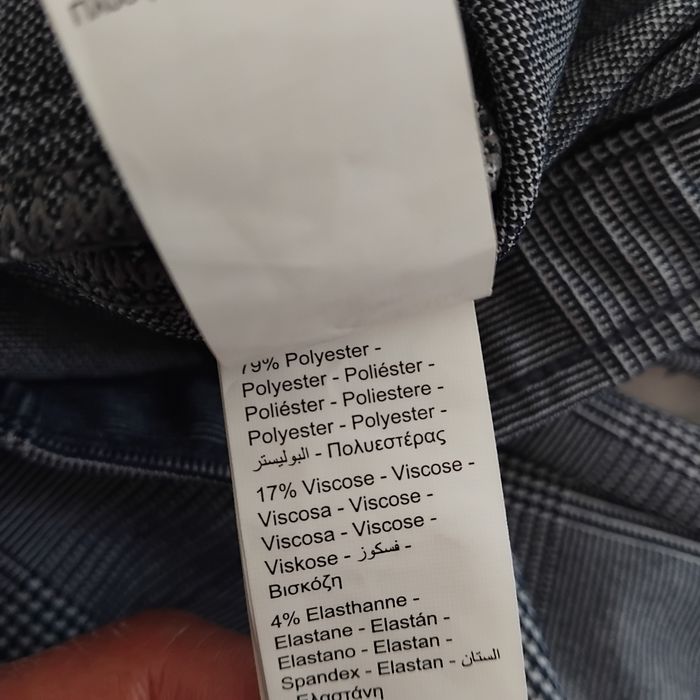 79% Polyester -
Polyester - Poliéster -
Poliéster - Poliestere -
Polyester - Polyester -
البوليستر - Πολυεστέρας
17% Viscose - Viscose -
Viscosa - Viscose -
Viscosa - Viscose -
Viskose - فسكوز -
Βισκόζη
4% Elasthanne -
Elastane - Elastán -
Elastano - Elastan -
Spandex - Elastan - الستان
Ελαστάνη